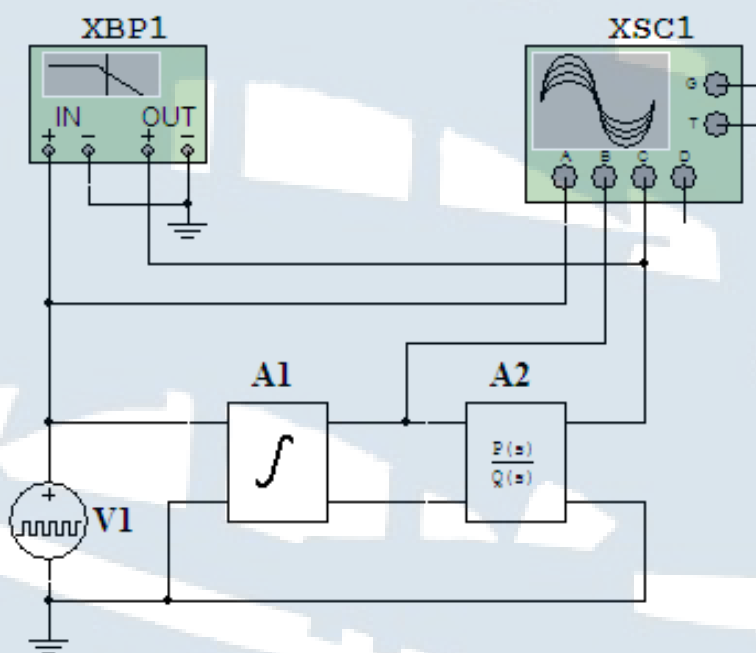 XBP1
XSC1
IN OUT
+ − + −
G
T
A B C D
A1
A2
∫
P(s)
Q(s)
+
V1